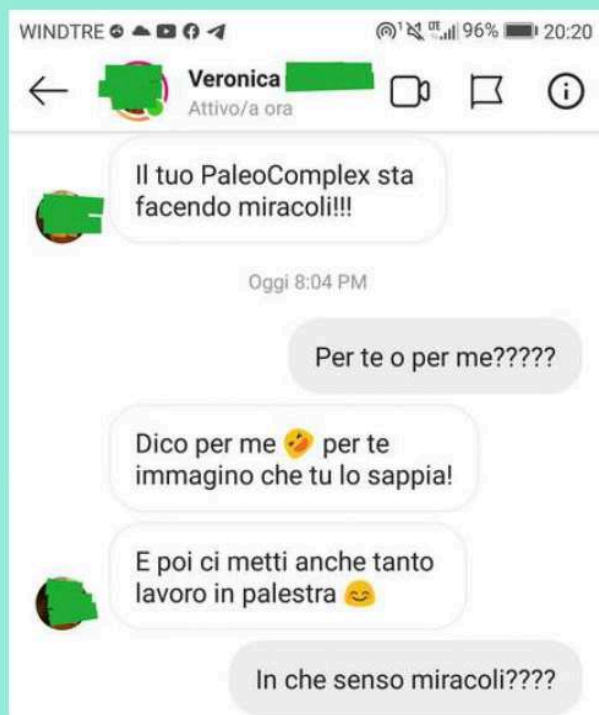 WINDTRE 96% 20:20
Veronica
Attivo/a ora
Il tuo PaleoComplex sta
facendo miracoli!!!
Oggi 8:04 PM
Per te o per me?????
Dico per me 🤣 per te
immagino che tu lo sappia!
E poi ci metti anche tanto
lavoro in palestra 😊
In che senso miracoli????